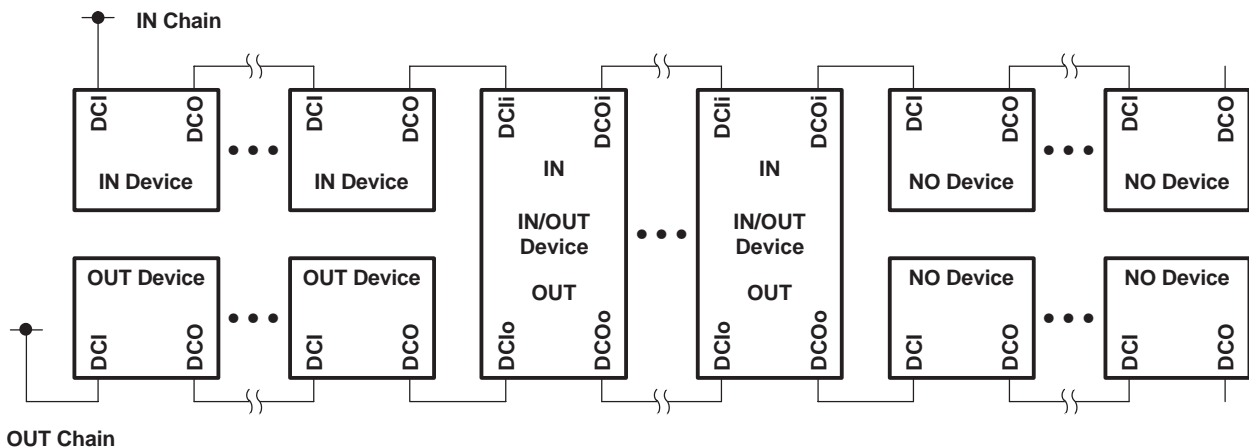 IN Chain
DCI DCO DCI DCO DCIi DCOi DCIi DCOi DCI DCO DCI DCO
IN Device IN Device IN IN NO Device NO Device
IN/OUT Device IN/OUT Device
OUT Device OUT Device OUT OUT NO Device NO Device
DCI DCO DCI DCO DCIo DCOo DCIo DCOo DCI DCO DCI DCO
OUT Chain